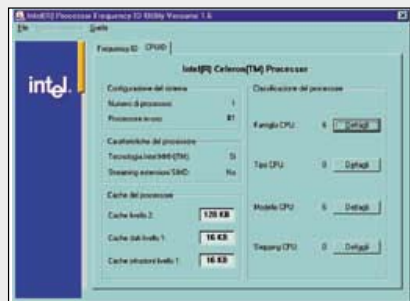 Intel(R) Processor Frequency ID Utility Versione 1.6
File Guida
Frequency ID CPUID
intel.
Intel(R) Celeron(TM) Processor
Configurazione del sistema
Numero di processori 1
Processore in uso: #1
Caratteristiche del processore
Tecnologia Intel MMX(TM): Sì
Streaming extensions SIMD: No
Cache del processore
Cache livello 2: 128 KB
Cache dati livello 1: 16 KB
Cache istruzioni livello 1: 16 KB
Classificazione del processore
Famiglia CPU: 6 Dettagli
Tipo CPU: 0 Dettagli
Modello CPU: 6 Dettagli
Stepping CPU: 0 Dettagli